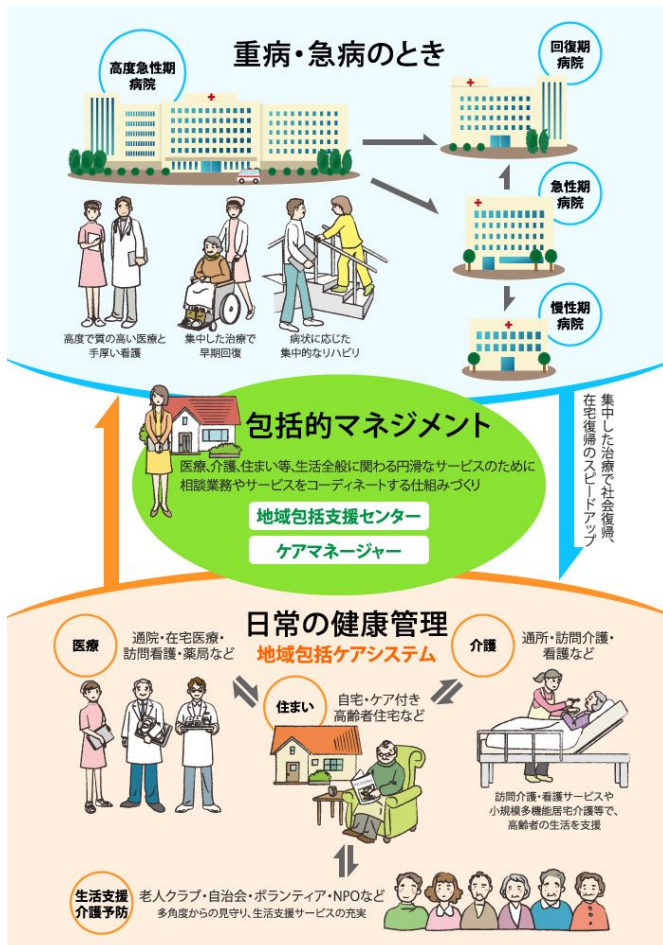 重病・急病のとき
高度急性期
病院
回復期
病院
急性期
病院
慢性期
病院
高度で質の高い医療と
手厚い看護
集中した治療で
早期回復
病状に応じた
集中的なリハビリ
包括的マネジメント
医療、介護、住まい等、生活全般に関わる円滑なサービスのために
相談業務やサービスをコーディネートする仕組みづくり
地域包括支援センター
ケアマネージャー
集中した治療で社会復帰、
在宅復帰のスピードアップ
日常の健康管理
地域包括ケアシステム
医療
通院・在宅医療・
訪問看護・薬局など
介護
通所・訪問介護・
看護など
住まい
自宅・ケア付き
高齢者住宅など
訪問介護・看護サービスや
小規模多機能居宅介護等で、
高齢者の生活を支援
生活支援
介護予防
老人クラブ・自治会・ボランティア・NPOなど
多角度からの見守り、生活支援サービスの充実